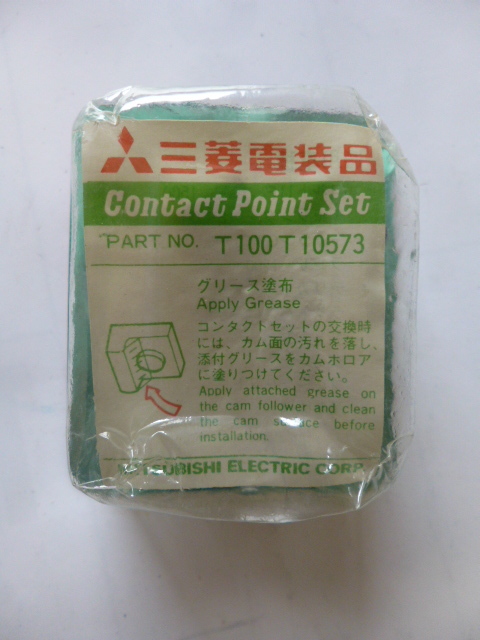 三菱電装品
Contact Point Set
PART NO. T100T10573
グリース塗布
Apply Grease
コンタクトセットの交換時
には、カム面の汚れを落し、
添付グリースをカムホロア
に塗りつけてください。
Apply attached grease on
the cam follower and clean
the cam surface before
installation.
MITSUBISHI ELECTRIC CORP.